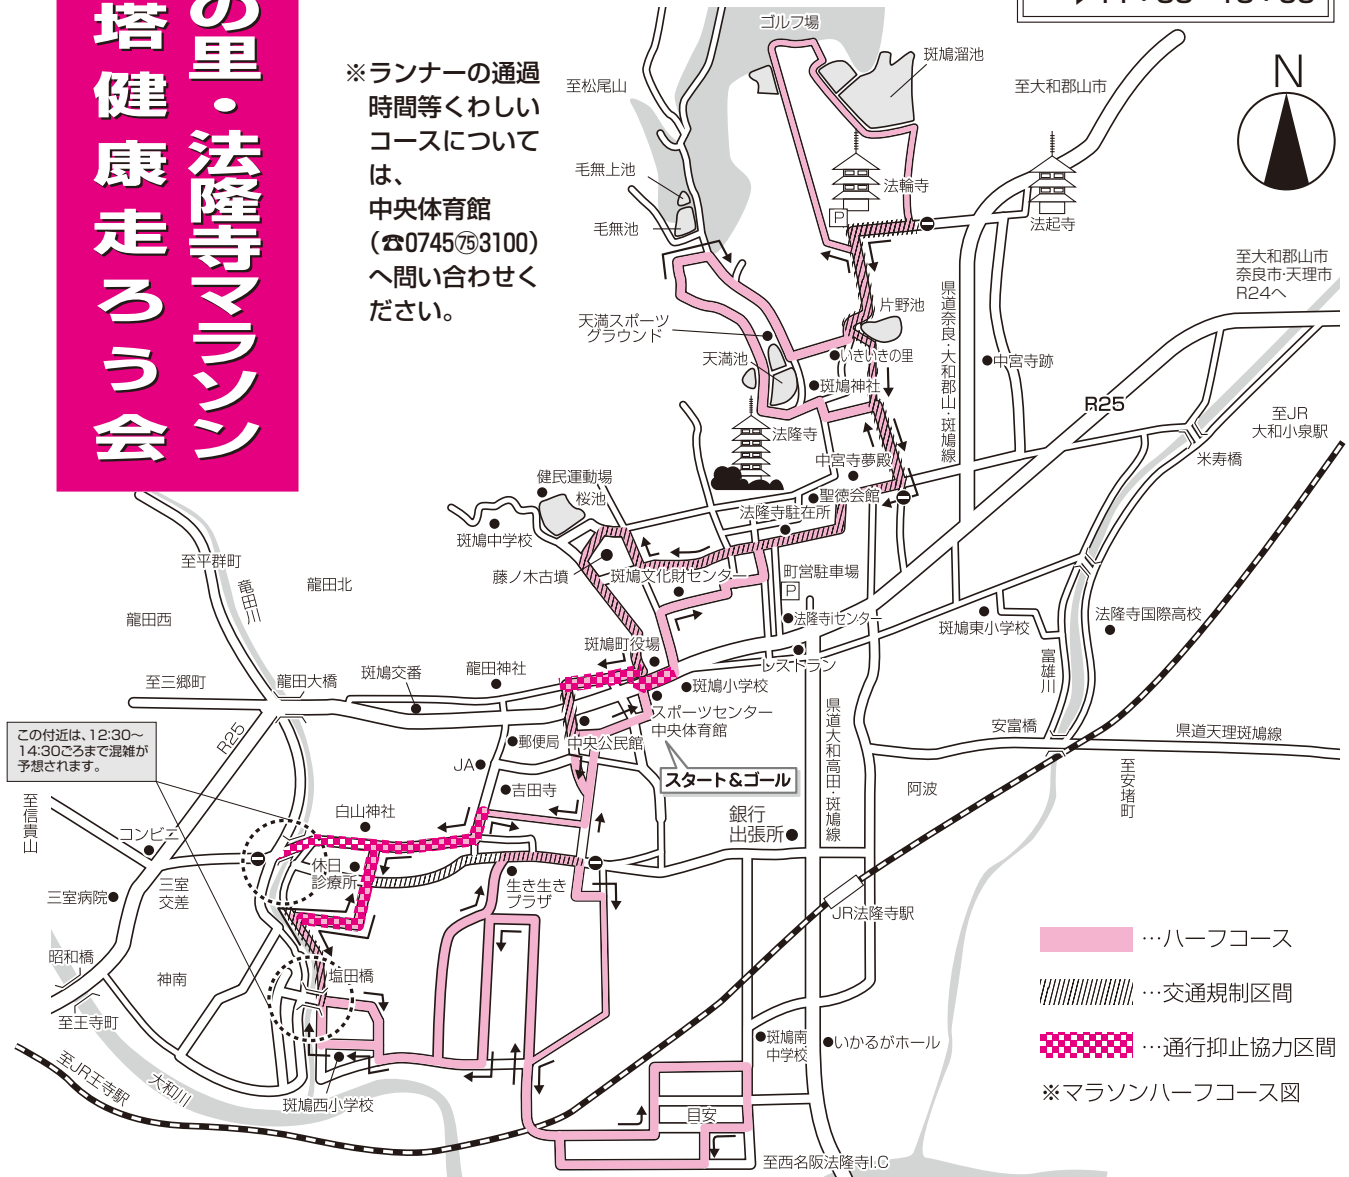 の里・法隆寺マラソン
塔健康走ろう会
※ランナーの通過
時間等くわしい
コースについて
は、
中央体育館
(☎0745㊄3100)
へ問い合わせく
ださい。
ゴルフ場
斑鳩溜池
至松尾山
至大和郡山市
N
毛無上池
法輪寺
P
毛無池
法起寺
至大和郡山市
奈良市・天理市
R24へ
県道奈良・大和郡山・斑鳩線
片野池
天満スポーツ
グラウンド
天満池
いきいきの里
中宮寺跡
斑鳩神社
R25
至JR
大和小泉駅
法隆寺
米寿橋
中宮寺夢殿
健民運動場
桜池
聖徳会館
法隆寺駐在所
斑鳩中学校
至平群町
竜田川
龍田北
藤ノ木古墳
斑鳩文化財センター
町営駐車場
P
龍田西
法隆寺iセンター
斑鳩東小学校
法隆寺国際高校
斑鳩町役場
レストラン
富雄川
至三郷町
龍田大橋
斑鳩交番
龍田神社
斑鳩小学校
スポーツセンター
中央体育館
県道大和高田・斑鳩線
安富橋
県道天理斑鳩線
R25
この付近は、12:30〜
14:30ごろまで混雑が
予想されます。
郵便局
中央公民館
JA
スタート&ゴール
至安堵町
阿波
吉田寺
至信貴山
白山神社
銀行
出張所
コンビニ
休日
診療所
三室病院
三室
交差
生き生き
プラザ
JR法隆寺駅
…ハーフコース
昭和橋
神南
塩田橋
…交通規制区間
至王寺町
斑鳩南
中学校
いかるがホール
…通行抑止協力区間
至JR王寺駅
大和川
斑鳩西小学校
目安
※マラソンハーフコース図
至西名阪法隆寺I.C